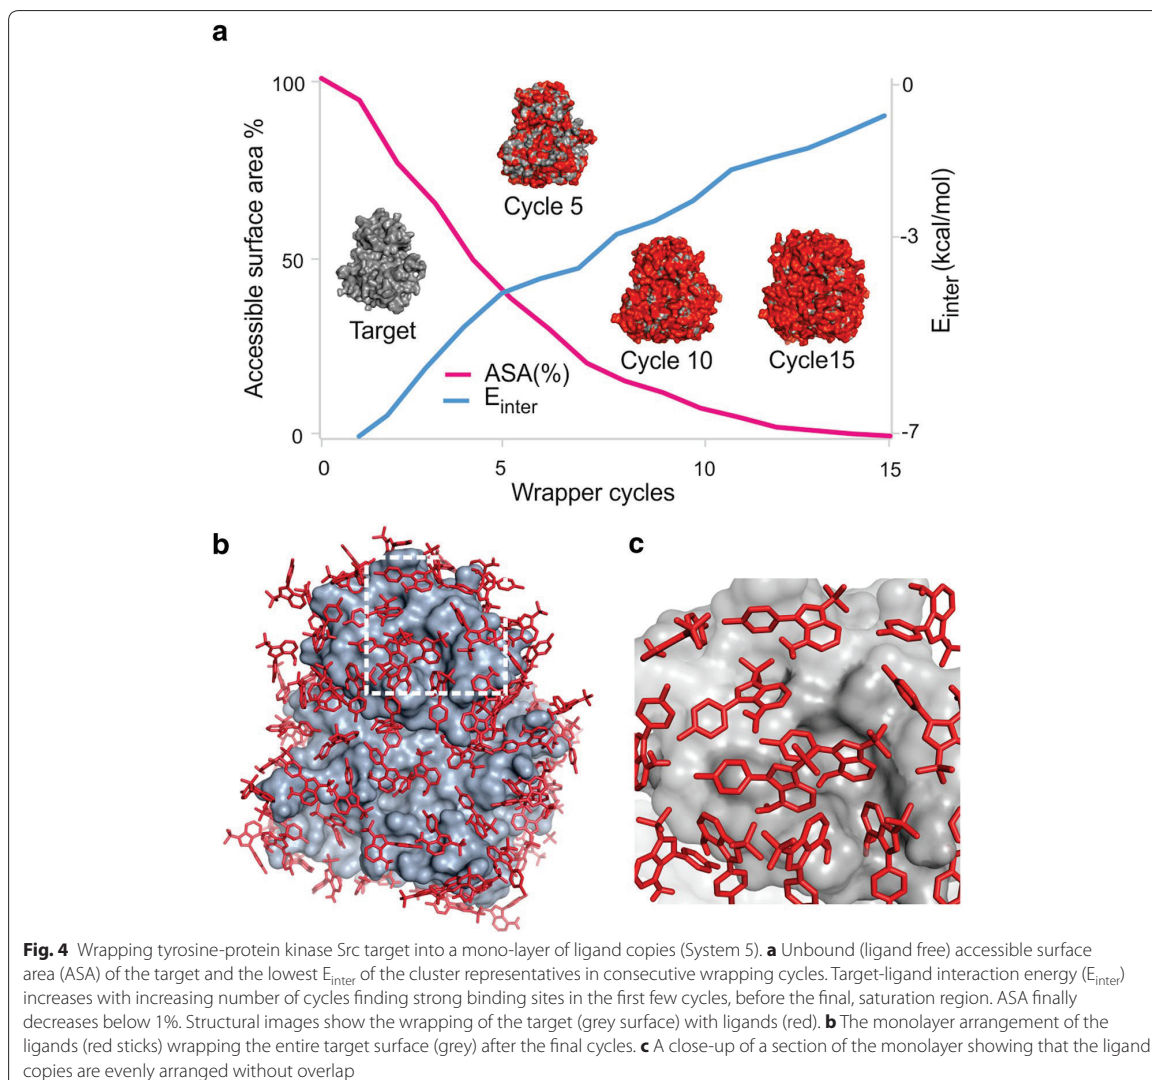 a
100
50
0
Accessible surface area %
0
-3
-7
E_inter (kcal/mol)
Cycle 5
Target
Cycle 10
Cycle15
ASA(%)
E_inter
0
5
10
15
Wrapper cycles
b
c
Fig. 4 Wrapping tyrosine-protein kinase Src target into a mono-layer of ligand copies (System 5). a Unbound (ligand free) accessible surface
area (ASA) of the target and the lowest E_inter of the cluster representatives in consecutive wrapping cycles. Target-ligand interaction energy (E_inter)
increases with increasing number of cycles finding strong binding sites in the first few cycles, before the final, saturation region. ASA finally
decreases below 1%. Structural images show the wrapping of the target (grey surface) with ligands (red). b The monolayer arrangement of the
ligands (red sticks) wrapping the entire target surface (grey) after the final cycles. c A close-up of a section of the monolayer showing that the ligand
copies are evenly arranged without overlap